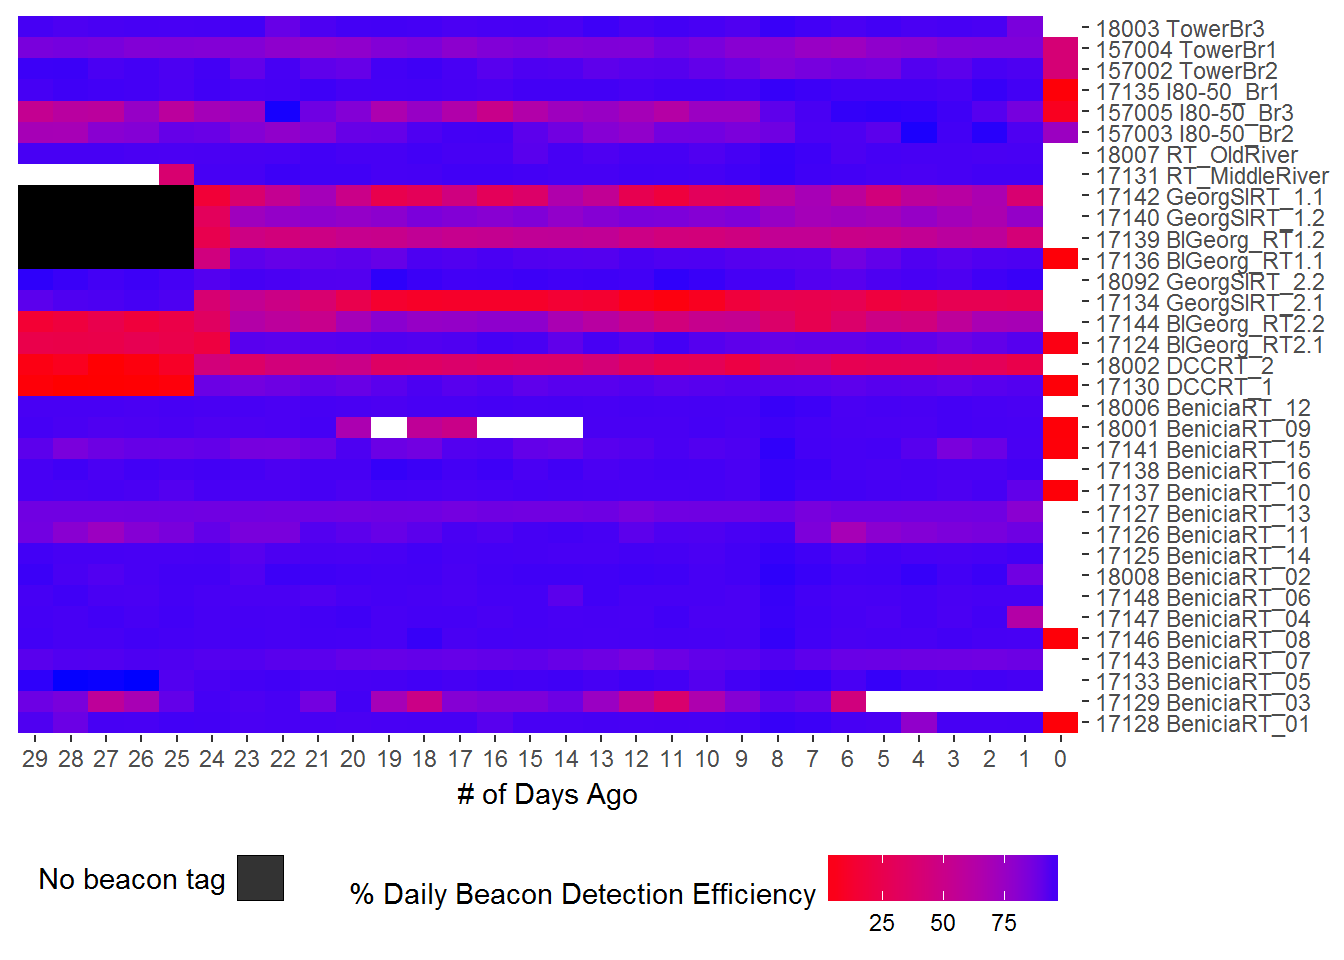 18003 TowerBr3
157004 TowerBr1
157002 TowerBr2
17135 I80-50_Br1
157005 I80-50_Br3
157003 I80-50_Br2
18007 RT_OldRiver
17131 RT_MiddleRiver
17142 GeorgSlRT_1.1
17140 GeorgSlRT_1.2
17139 BlGeorg_RT1.2
17136 BlGeorg_RT1.1
18092 GeorgSlRT_2.2
17134 GeorgSlRT_2.1
17144 BlGeorg_RT2.2
17124 BlGeorg_RT2.1
18002 DCCRT_2
17130 DCCRT_1
18006 BeniciaRT_12
18001 BeniciaRT_09
17141 BeniciaRT_15
17138 BeniciaRT_16
17137 BeniciaRT_10
17127 BeniciaRT_13
17126 BeniciaRT_11
17125 BeniciaRT_14
18008 BeniciaRT_02
17148 BeniciaRT_06
17147 BeniciaRT_04
17146 BeniciaRT_08
17143 BeniciaRT_07
17133 BeniciaRT_05
17129 BeniciaRT_03
17128 BeniciaRT_01
29 28 27 26 25 24 23 22 21 20 19 18 17 16 15 14 13 12 11 10 9 8 7 6 5 4 3 2 1 0
# of Days Ago
No beacon tag
% Daily Beacon Detection Efficiency
25 50 75